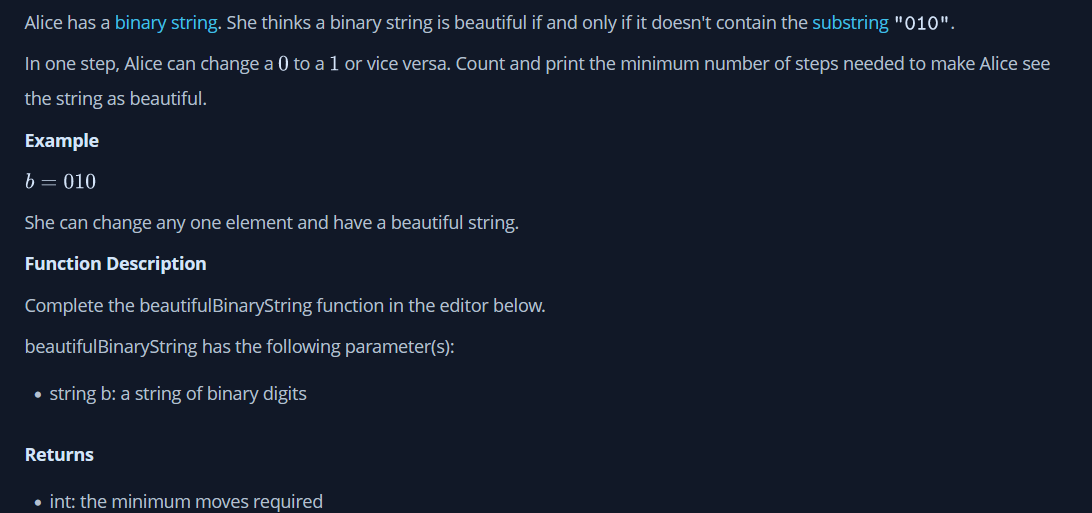 Alice has a binary string. She thinks a binary string is beautiful if and only if it doesn't contain the substring "010".
In one step, Alice can change a 0 to a 1 or vice versa. Count and print the minimum number of steps needed to make Alice see
the string as beautiful.
Example
b = 010
She can change any one element and have a beautiful string.
Function Description
Complete the beautifulBinaryString function in the editor below.
beautifulBinaryString has the following parameter(s):
• string b: a string of binary digits
Returns
• int: the minimum moves required